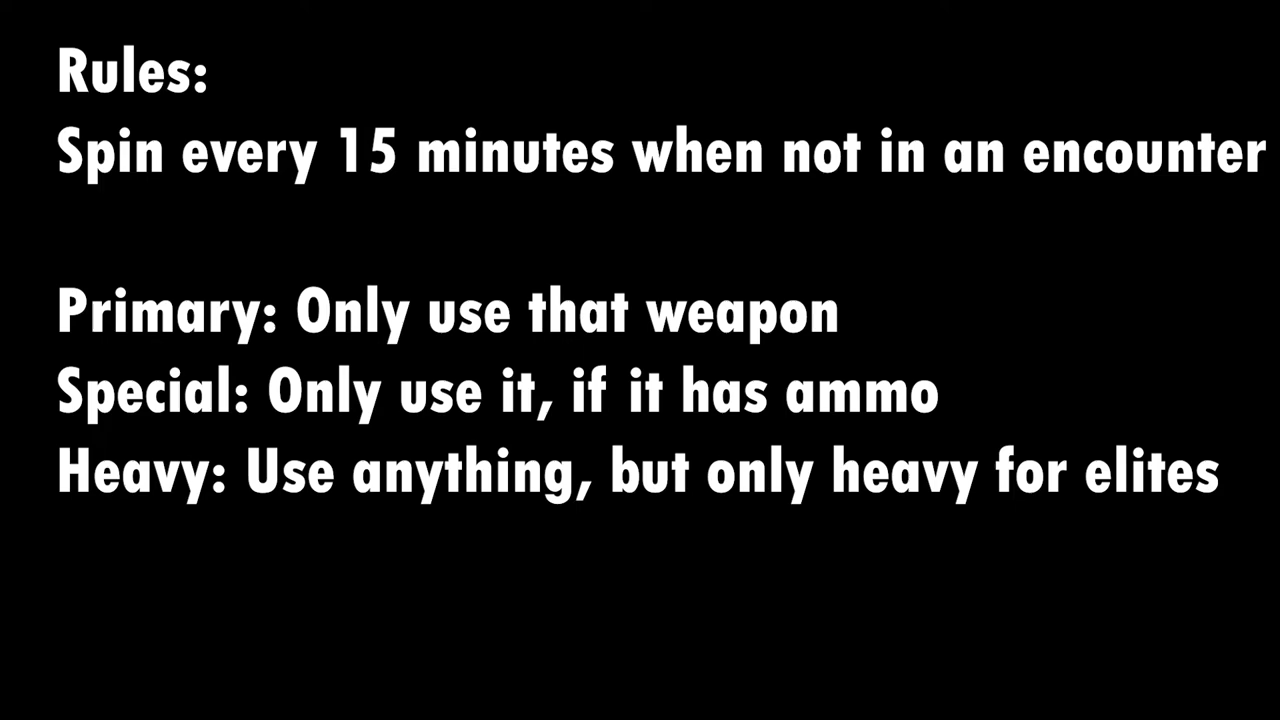 Rules:
Spin every 15 minutes when not in an encounter
Primary: Only use that weapon
Special: Only use it, if it has ammo
Heavy: Use anything, but only heavy for elites